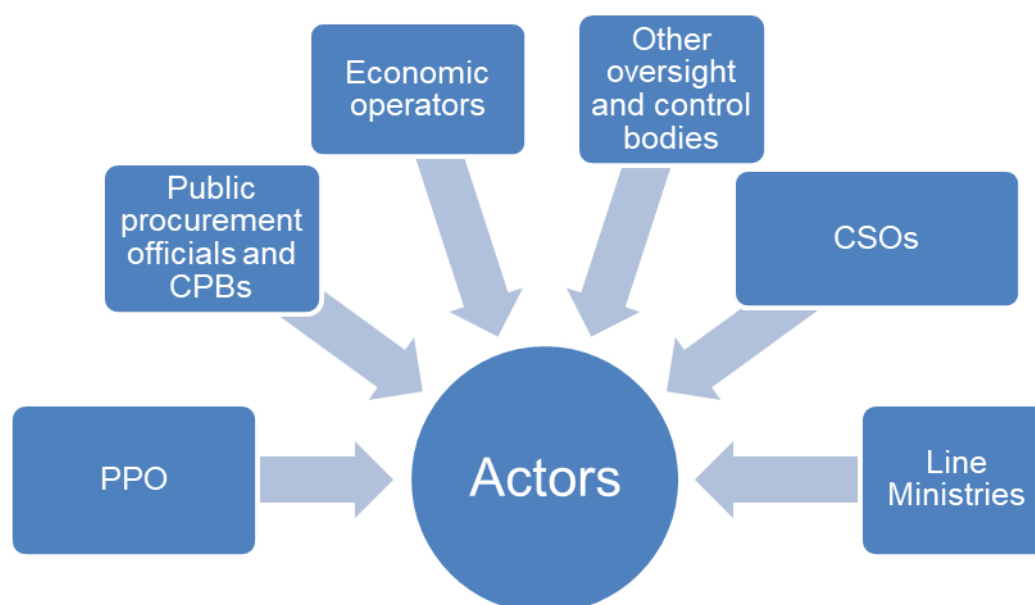 Economic
operators
Other
oversight
and control
bodies
Public
procurement
officials and
CPBs
CSOs
PPO
Actors
Line
Ministries